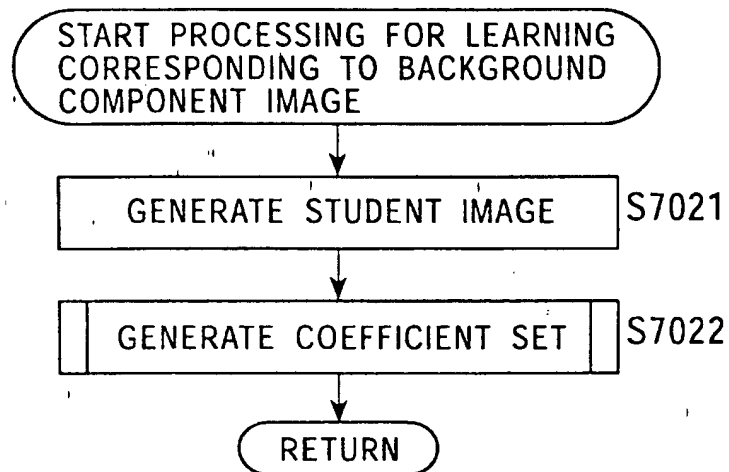 START PROCESSING FOR LEARNING
CORRESPONDING TO BACKGROUND
COMPONENT IMAGE
GENERATE STUDENT IMAGE S7021
GENERATE COEFFICIENT SET S7022
RETURN